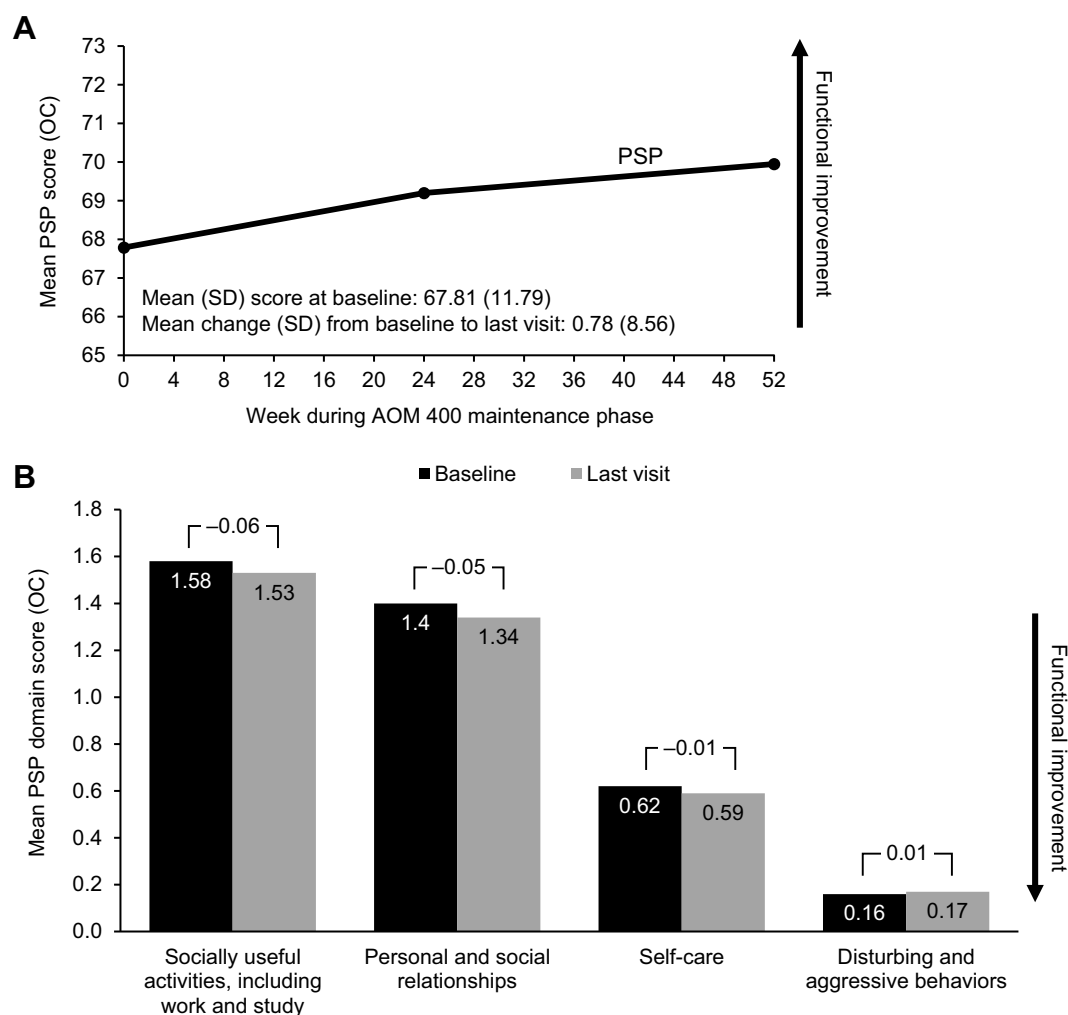 A
73
72
71
70
69
68
67
66
65
Mean PSP score (OC)
PSP
Mean (SD) score at baseline: 67.81 (11.79)
Mean change (SD) from baseline to last visit: 0.78 (8.56)
0 4 8 12 16 20 24 28 32 36 40 44 48 52
Week during AOM 400 maintenance phase
Functional improvement
B
Baseline Last visit
1.8
1.6
1.4
1.2
1.0
0.8
0.6
0.4
0.2
0.0
Mean PSP domain score (OC)
–0.06
1.58 1.53
–0.05
1.4 1.34
–0.01
0.62 0.59
0.01
0.16 0.17
Socially useful
activities, including
work and study
Personal and social
relationships
Self-care
Disturbing and
aggressive behaviors
Functional improvement